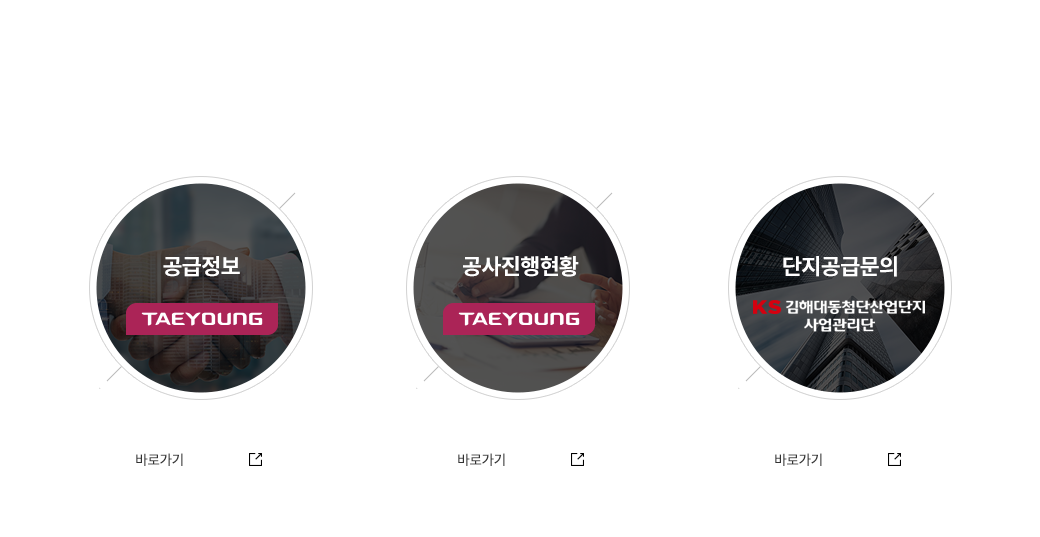 공급정보
TAEYOUNG
공사진행현황
TAEYOUNG
단지공급문의
KS 김해대동첨단산업단지
사업관리단
바로가기
바로가기
바로가기